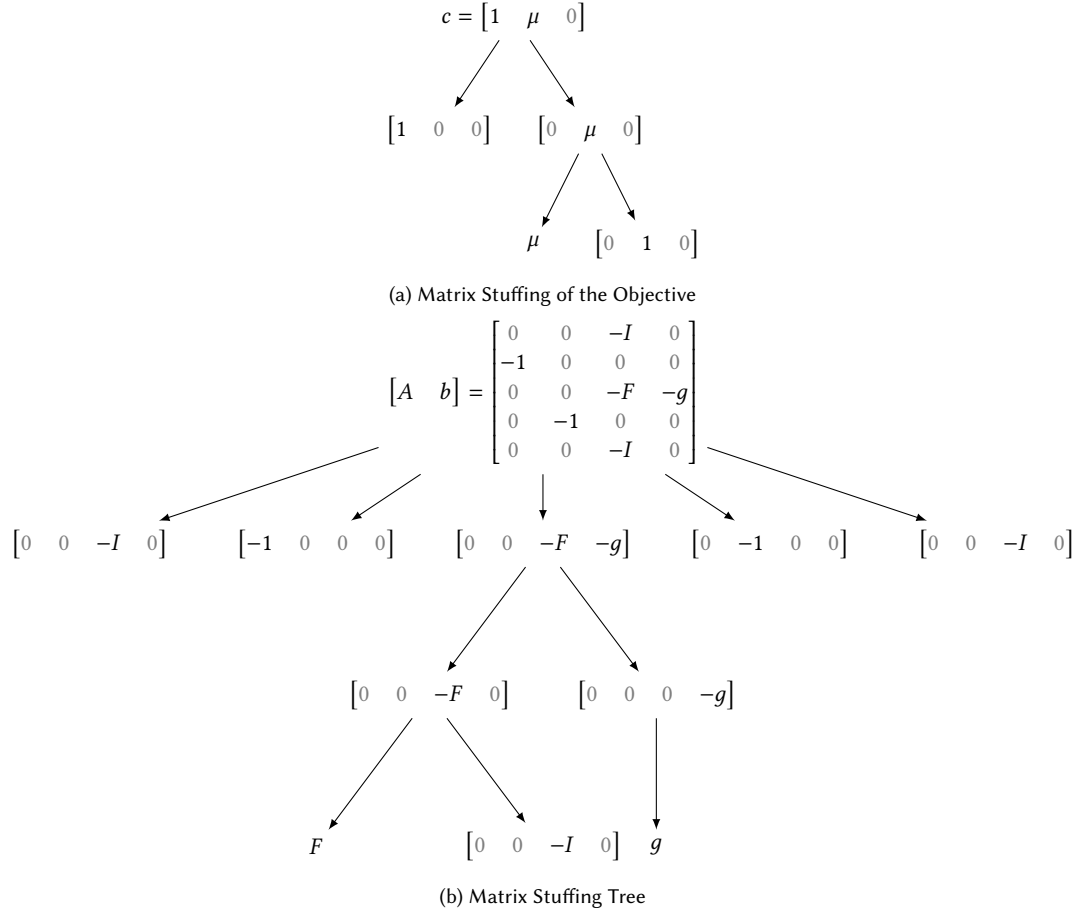 c = [1 μ 0]
[1 0 0] [0 μ 0]
μ [0 1 0]
(a) Matrix Stuffing of the Objective
0 0 −I 0
−1 0 0 0
[A b] = 0 0 −F −g
0 −1 0 0
0 0 −I 0
[0 0 −I 0] [−1 0 0 0] [0 0 −F −g] [0 −1 0 0] [0 0 −I 0]
[0 0 −F 0] [0 0 0 −g]
F [0 0 −I 0] g
(b) Matrix Stuffing Tree